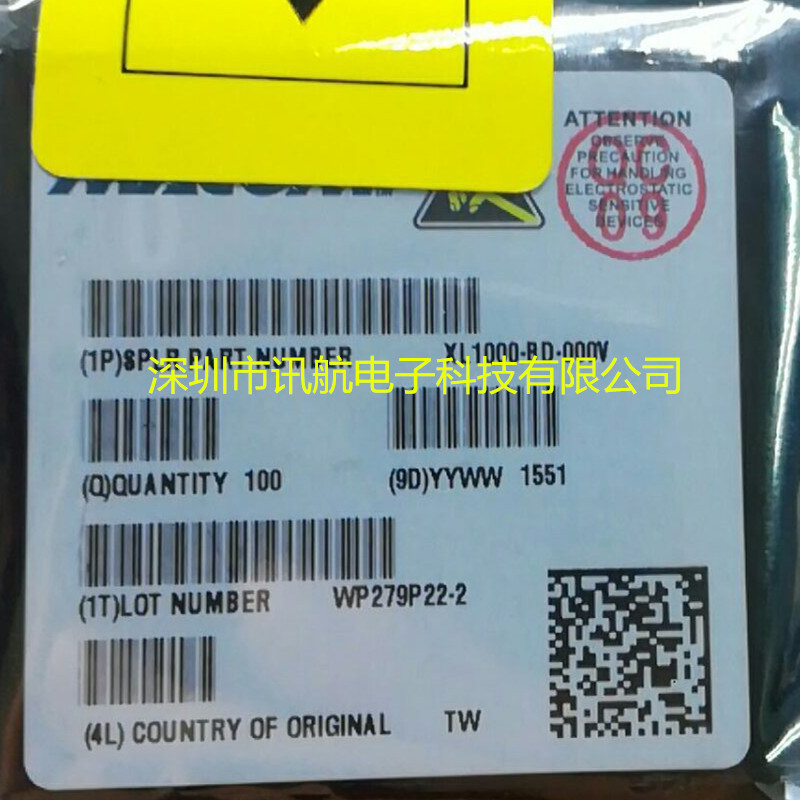 ATTENTION
OBSERVE
PRECAUTION
FOR HANDLING
ELECTROSTATIC
SENSITIVE
DEVICES
(1P)SPLR PART NUMBER XL1000-BD-000V
深圳市讯航电子科技有限公司
(Q)QUANTITY 100 (9D)YYWW 1551
(1T)LOT NUMBER WP279P22-2
(4L) COUNTRY OF ORIGINAL TW